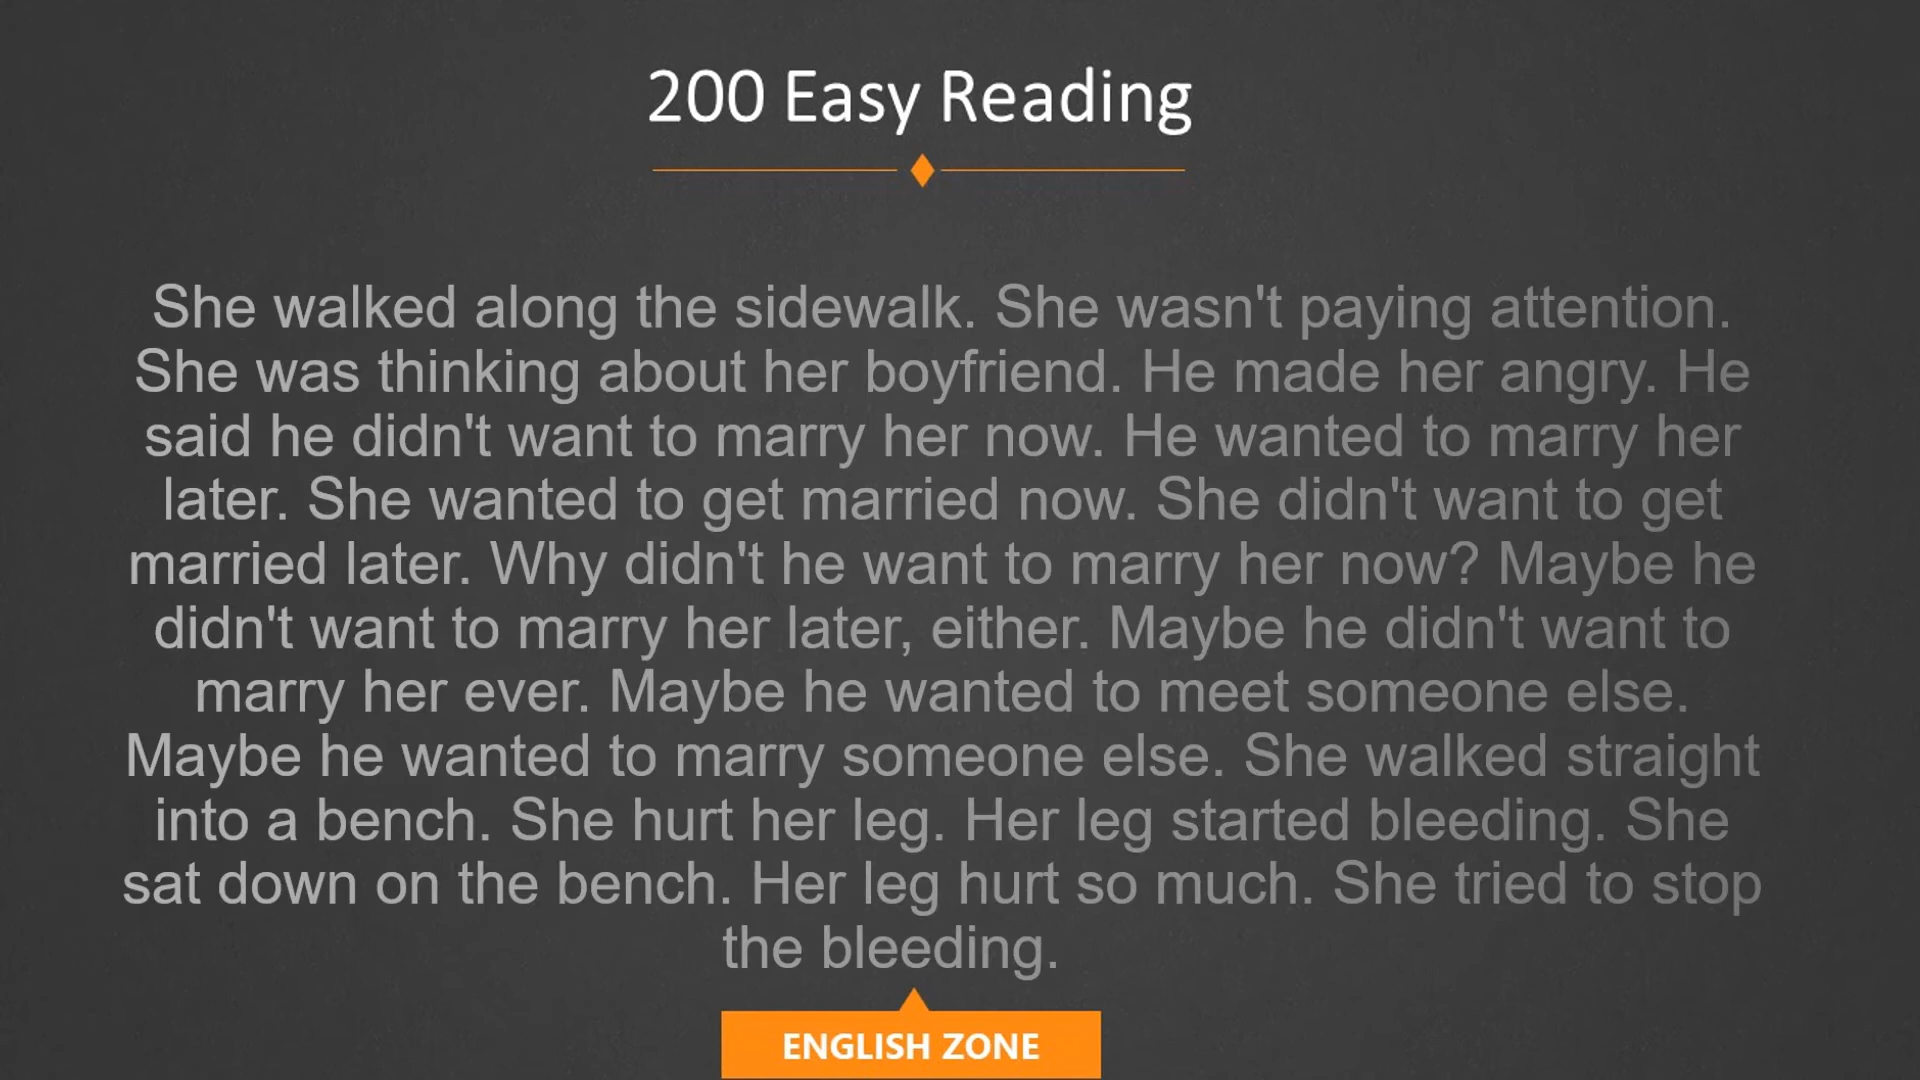 200 Easy Reading
She walked along the sidewalk. She wasn't paying attention.
She was thinking about her boyfriend. He made her angry. He
said he didn't want to marry her now. He wanted to marry her
later. She wanted to get married now. She didn't want to get
married later. Why didn't he want to marry her now? Maybe he
didn't want to marry her later, either. Maybe he didn't want to
marry her ever. Maybe he wanted to meet someone else.
Maybe he wanted to marry someone else. She walked straight
into a bench. She hurt her leg. Her leg started bleeding. She
sat down on the bench. Her leg hurt so much. She tried to stop
the bleeding.
ENGLISH ZONE